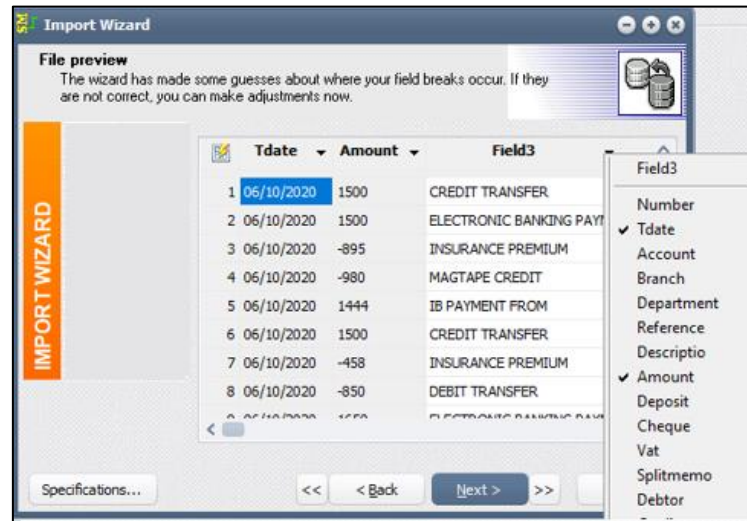 Import Wizard
File preview
The wizard has made some guesses about where your field breaks occur. If they
are not correct, you can make adjustments now.
IMPORT WIZARD
Tdate Amount Field3
1 06/10/2020 1500 CREDIT TRANSFER
2 06/10/2020 1500 ELECTRONIC BANKING PAY
3 06/10/2020 -895 INSURANCE PREMIUM
4 06/10/2020 -980 MAGTAPE CREDIT
5 06/10/2020 1444 IB PAYMENT FROM
6 06/10/2020 1500 CREDIT TRANSFER
7 06/10/2020 -458 INSURANCE PREMIUM
8 06/10/2020 -850 DEBIT TRANSFER
Field3
Number
Tdate
Account
Branch
Department
Reference
Descriptio
Amount
Deposit
Cheque
Vat
Splitmemo
Debtor
Specifications... << < Back Next > >>